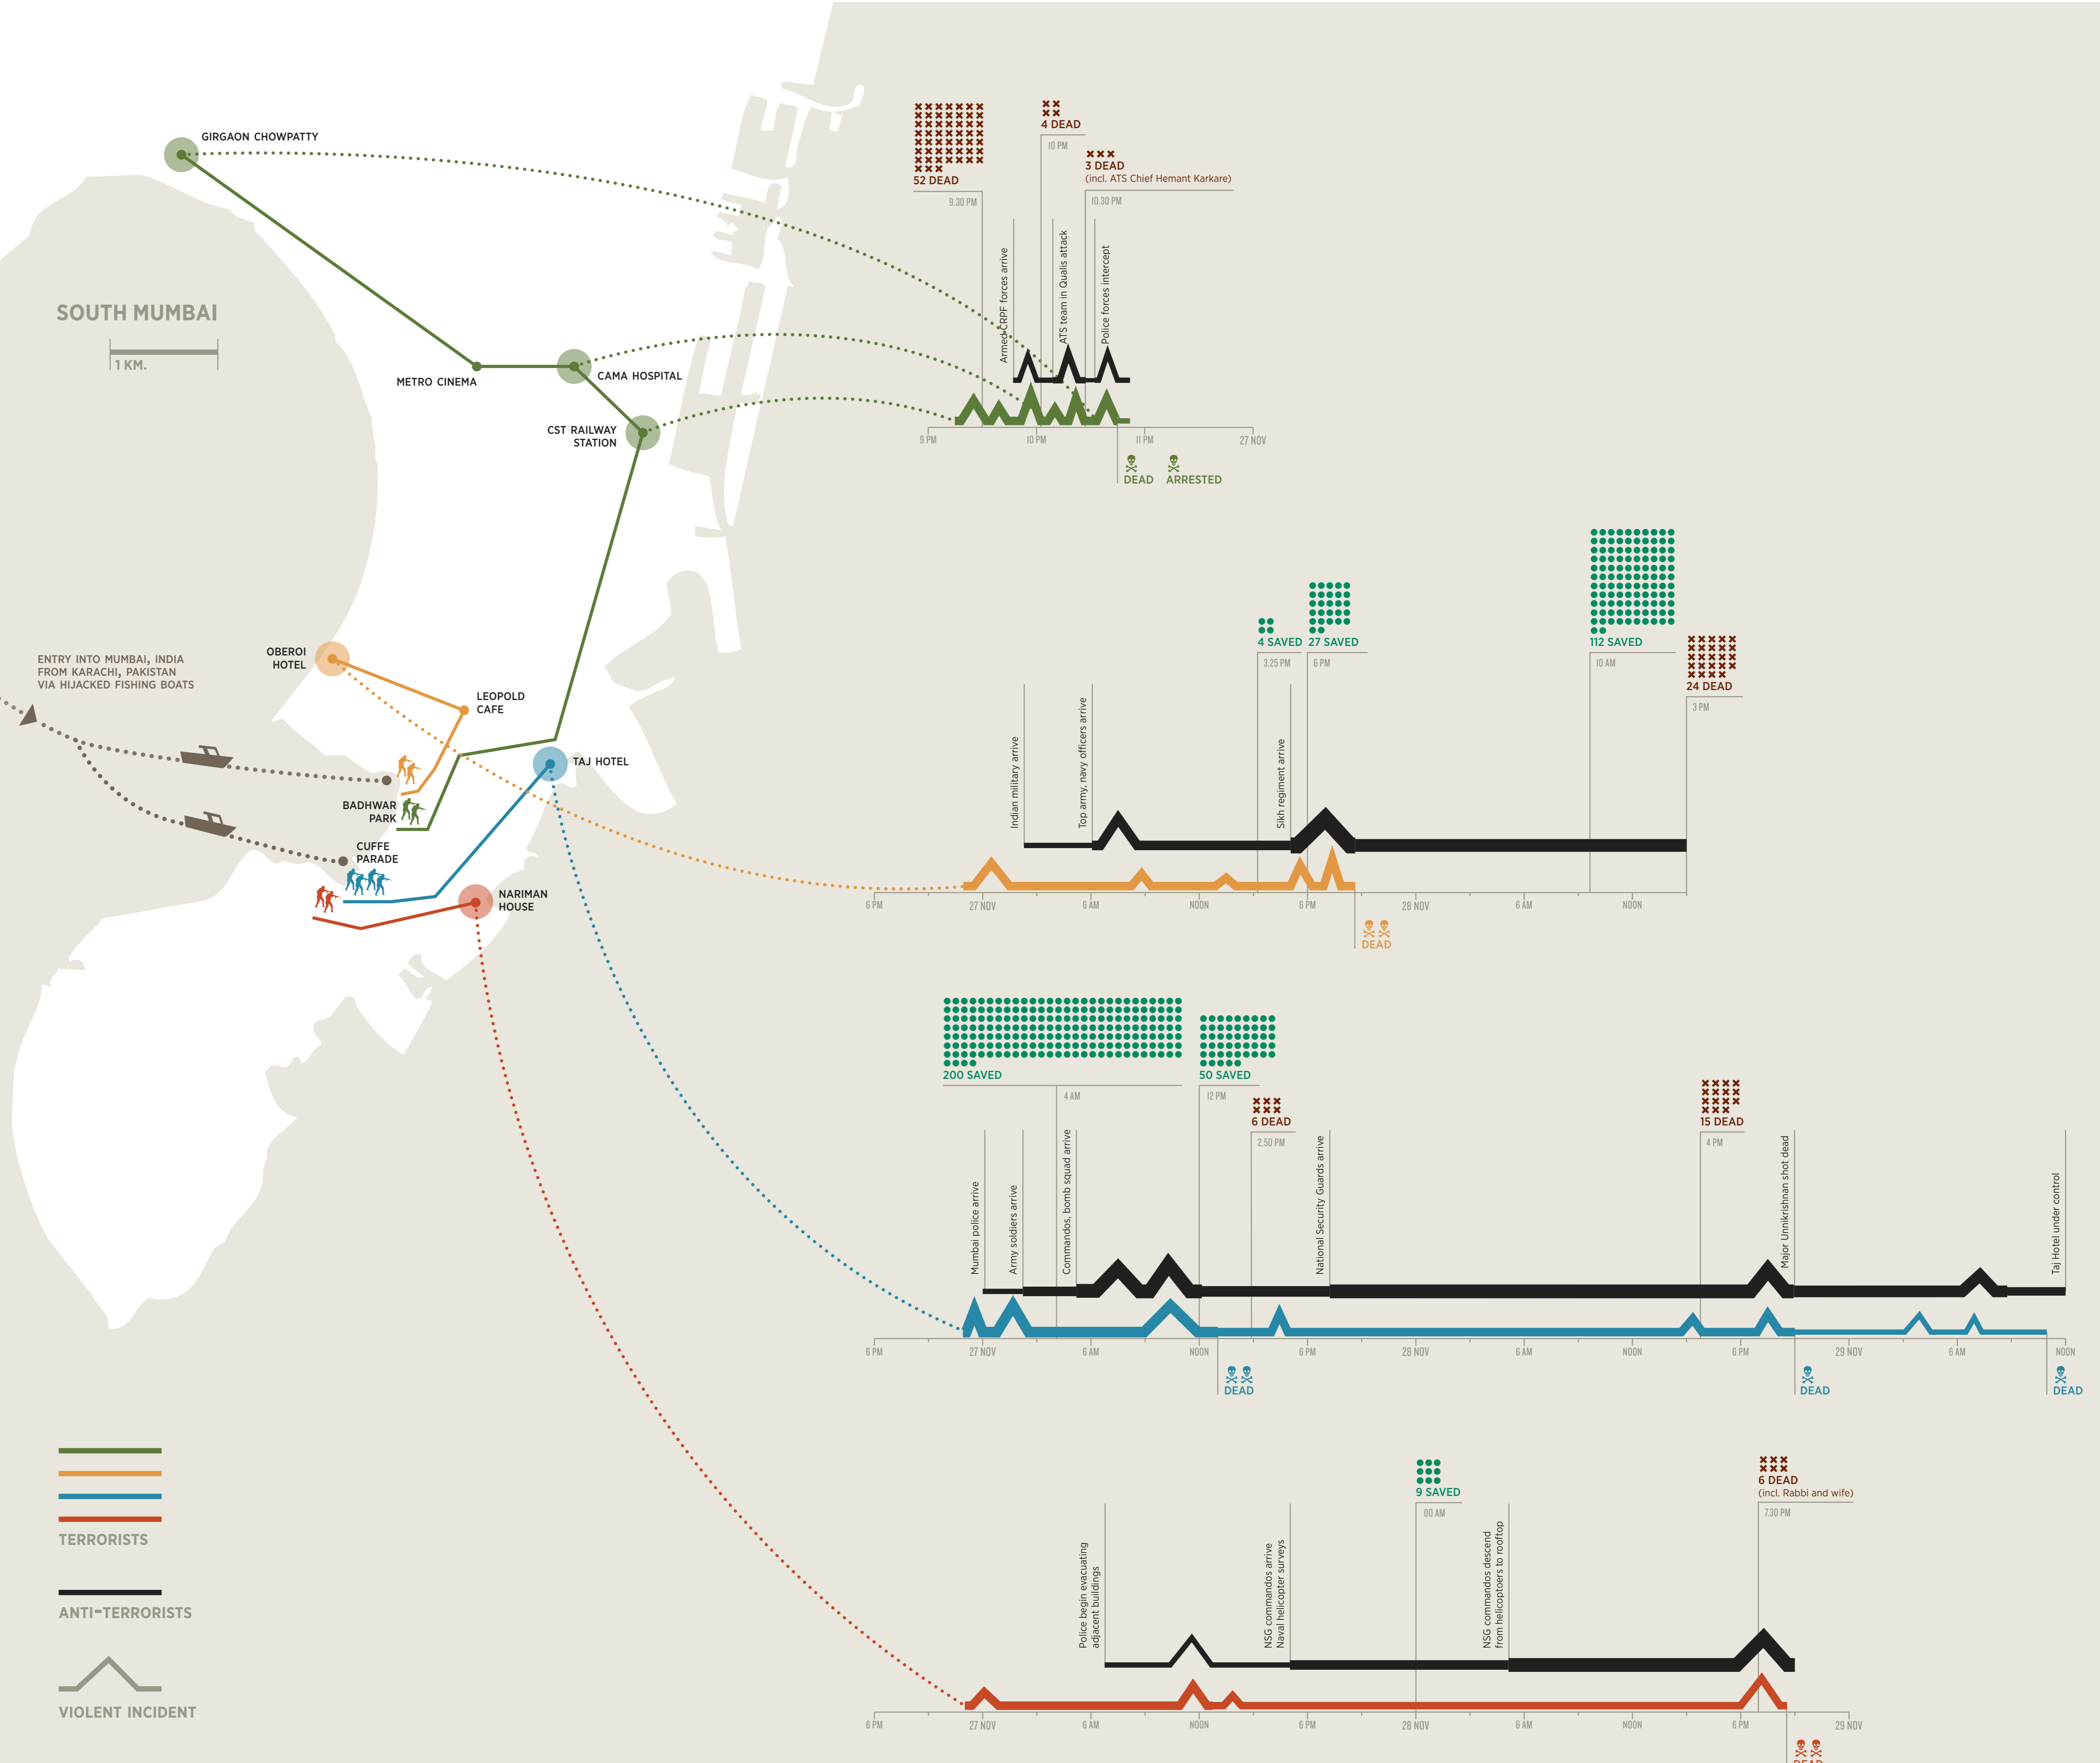 GIRGAON CHOWPATTY
SOUTH MUMBAI
1 KM.
METRO CINEMA
CAMA HOSPITAL
CST RAILWAY
STATION
ENTRY INTO MUMBAI, INDIA
FROM KARACHI, PAKISTAN
VIA HIJACKED FISHING BOATS
OBEROI
HOTEL
LEOPOLD
CAFE
TAJ HOTEL
BADHWAR
PARK
CUFFE
PARADE
NARIMAN
HOUSE
TERRORISTS
ANTI-TERRORISTS
VIOLENT INCIDENT
52 DEAD
9.30 PM
4 DEAD
10 PM
3 DEAD
(incl. ATS Chief Hemant Karkare)
10.30 PM
Armed CRPF forces arrive
ATS team in Qualis attack
Police forces intercept
9 PM
10 PM
11 PM
27 NOV
DEAD
ARRESTED
4 SAVED
3.25 PM
27 SAVED
6 PM
112 SAVED
10 AM
24 DEAD
3 PM
Indian military arrive
Top army, navy officers arrive
Sikh regiment arrive
6 PM
27 NOV
6 AM
NOON
6 PM
28 NOV
6 AM
NOON
DEAD
200 SAVED
4 AM
50 SAVED
12 PM
6 DEAD
2.50 PM
15 DEAD
4 PM
Mumbai police arrive
Army soldiers arrive
Commandos, bomb squad arrive
National Security Guards arrive
Major Unnikrishnan shot dead
Taj Hotel under control
6 PM
27 NOV
6 AM
NOON
6 PM
28 NOV
6 AM
NOON
6 PM
29 NOV
6 AM
NOON
DEAD
DEAD
DEAD
9 SAVED
00 AM
6 DEAD
(incl. Rabbi and wife)
7.30 PM
Police begin evacuating
adjacent buildings
NSG commandos arrive
Naval helicopter surveys
NSG commandos descend
from helicoptoers to rooftop
6 PM
27 NOV
6 AM
NOON
6 PM
28 NOV
6 AM
NOON
6 PM
29 NOV
DEAD